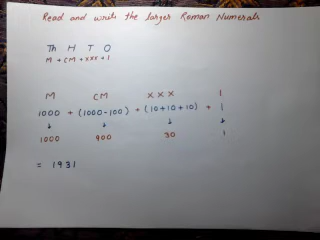 Read and write the larger Roman Numerals
Th H T O
M + CM + XXX + I
M CM XXX I
1000 + (1000-100) + (10+10+10) + 1
↓ ↓ ↓ ↓
1000 900 30 1
= 1931